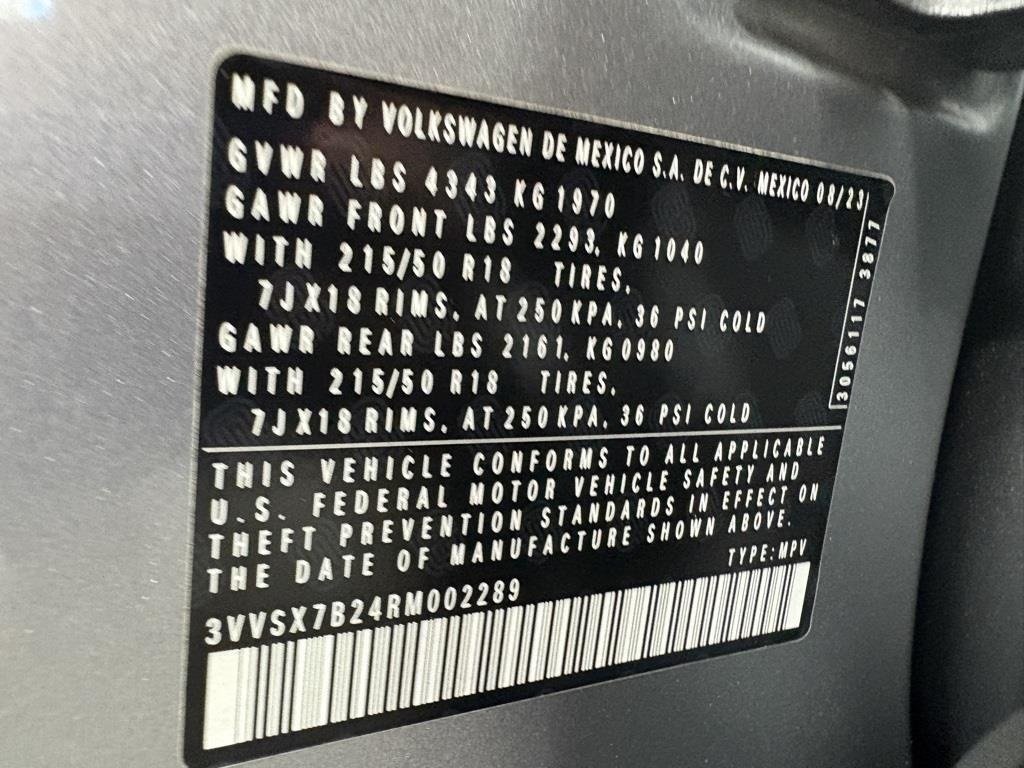 MFD BY VOLKSWAGEN DE MEXICO S.A. DE C.V. MEXICO 08/23
GVWR LBS 4343 KG 1970
GAWR FRONT LBS 2293, KG 1040
WITH 215/50 R18 TIRES,
7JX18 RIMS, AT 250 KPA, 36 PSI COLD
GAWR REAR LBS 2161, KG 0980
WITH 215/50 R18 TIRES,
7JX18 RIMS, AT 250 KPA, 36 PSI COLD
3056117 3877
THIS VEHICLE CONFORMS TO ALL APPLICABLE
U.S. FEDERAL MOTOR VEHICLE SAFETY AND
THEFT PREVENTION STANDARDS IN EFFECT ON
THE DATE OF MANUFACTURE SHOWN ABOVE.
TYPE: MPV
3VVSX7B24RM002289